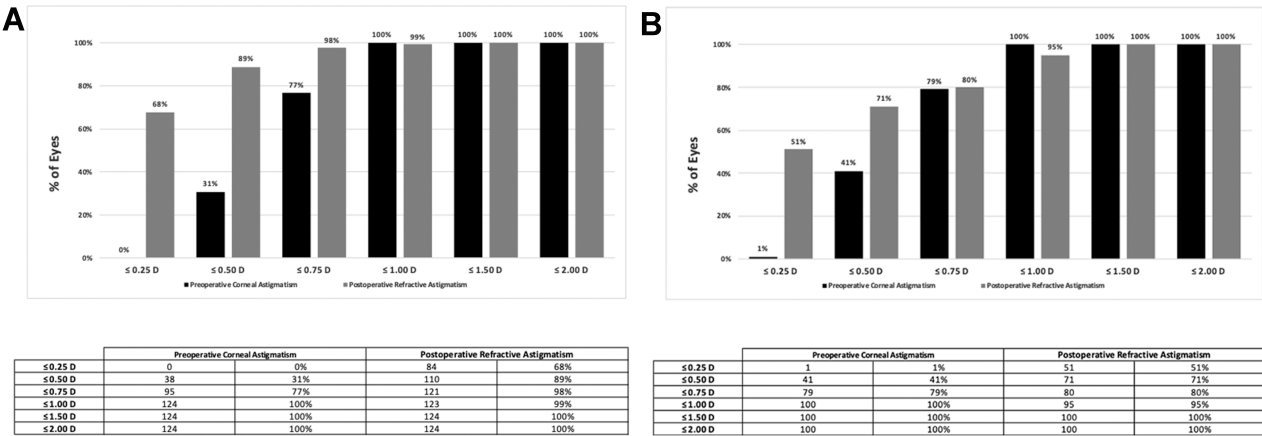 A
100%
80%
60%
40%
20%
0%
% of Eyes
0% 68% 31% 89% 77% 98% 100% 99% 100% 100% 100% 100%
≤ 0.25 D ≤ 0.50 D ≤ 0.75 D ≤ 1.00 D ≤ 1.50 D ≤ 2.00 D
Preoperative Corneal Astigmatism Postoperative Refractive Astigmatism
Preoperative Corneal Astigmatism Postoperative Refractive Astigmatism
≤0.25 D 0 0% 84 68%
≤0.50 D 38 31% 110 89%
≤0.75 D 95 77% 121 98%
≤1.00 D 124 100% 123 99%
≤1.50 D 124 100% 124 100%
≤2.00 D 124 100% 124 100%
B
100%
80%
60%
40%
20%
0%
% of Eyes
1% 51% 41% 71% 79% 80% 100% 95% 100% 100% 100% 100%
≤ 0.25 D ≤ 0.50 D ≤ 0.75 D ≤ 1.00 D ≤ 1.50 D ≤ 2.00 D
Preoperative Corneal Astigmatism Postoperative Refractive Astigmatism
Preoperative Corneal Astigmatism Postoperative Refractive Astigmatism
≤0.25 D 1 1% 51 51%
≤0.50 D 41 41% 71 71%
≤0.75 D 79 79% 80 80%
≤1.00 D 100 100% 95 95%
≤1.50 D 100 100% 100 100%
≤2.00 D 100 100% 100 100%